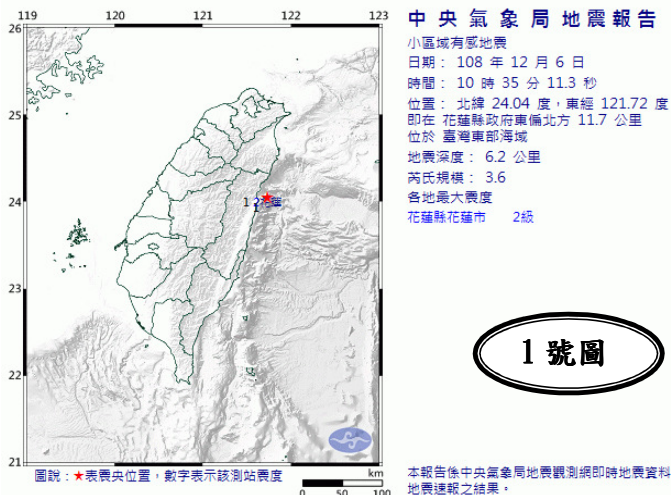 119 120 121 122 123
26
25
24
23
22
21
1 2花蓮
1
圖說：★表震央位置，數字表示該測站震度
km
0 50 100
中央氣象局地震報告
小區域有感地震
日期： 108 年 12 月 6 日
時間： 10 時 35 分 11.3 秒
位置： 北緯 24.04 度，東經 121.72 度
即在 花蓮縣政府東偏北方 11.7 公里
位於 臺灣東部海域
地震深度： 6.2 公里
芮氏規模： 3.6
各地最大震度
花蓮縣花蓮市 2級
1 號圖
本報告係中央氣象局地震觀測網即時地震資料
地震速報之結果。